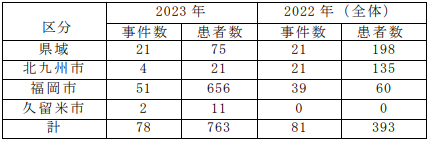 区分 2023 年 2022 年（全体）
事件数 患者数 事件数 患者数
県域 21 75 21 198
北九州市 4 21 21 135
福岡市 51 656 39 60
久留米市 2 11 0 0
計 78 763 81 393